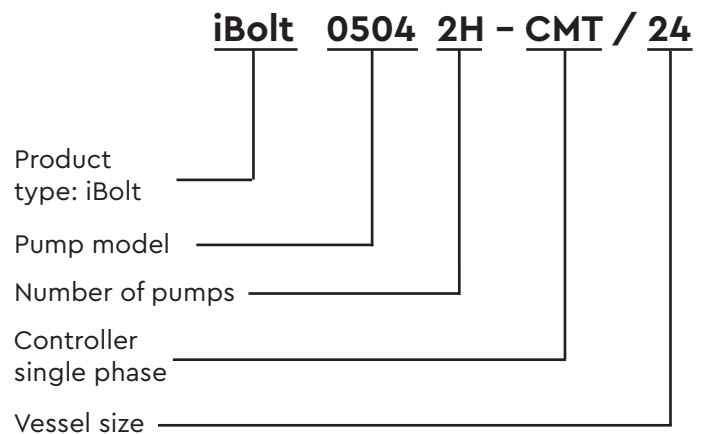 iBolt 0504 2H – CMT / 24
Product
type: iBolt
Pump model
Number of pumps
Controller
single phase
Vessel size